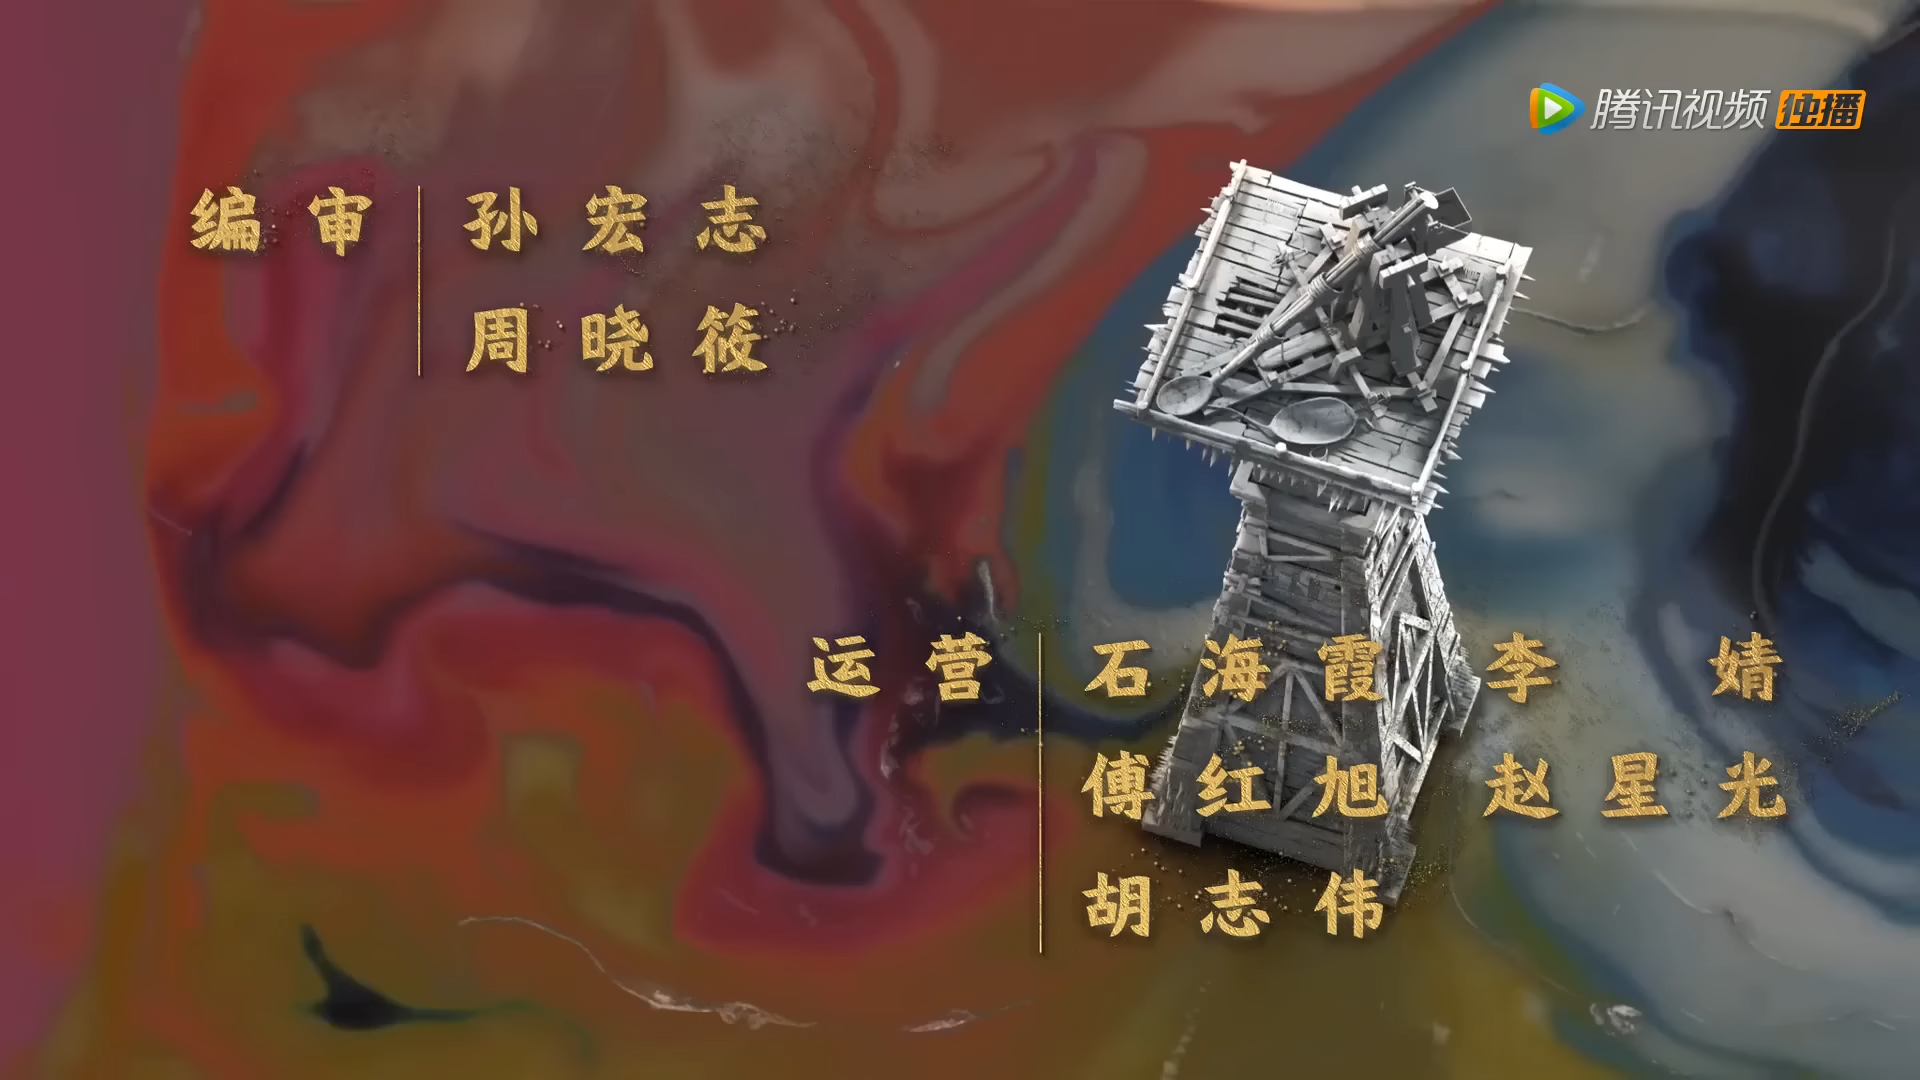 腾讯视频 独播
编审 孙宏志
周晓筱
运营 石海霞 李婧
傅红旭 赵星光
胡志伟